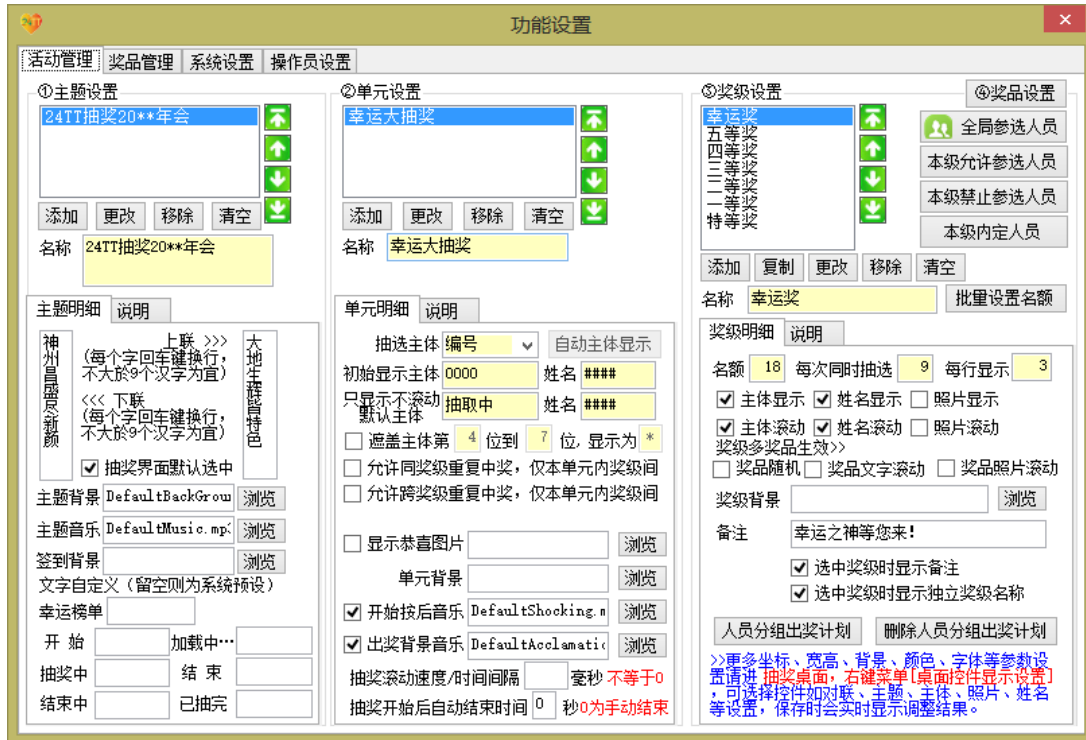 功能设置
活动管理 奖品管理 系统设置 操作员设置
①主题设置
24TT抽奖20**年会
添加 更改 移除 清空
名称 24TT抽奖20**年会
主题明细 说明
神州昌盛景新颜
上联 >>>
(每个字回车键换行,
不大於9个汉字为宜)
<<< 下联
(每个字回车键换行,
不大於9个汉字为宜)
大地生辉皆特色
抽奖界面默认选中
主题背景 DefaultBackGrou 浏览
主题音乐 DefaultMusic.mp 浏览
签到背景 浏览
文字自定义(留空则为系统预设)
幸运榜单
开 始 加载中…
抽奖中 结 束
结束中 已抽完
②单元设置
幸运大抽奖
添加 更改 移除 清空
名称 幸运大抽奖
单元明细 说明
抽选主体 编号 自动主体显示
初始显示主体 0000 姓名 ####
只显示不滚动
默认主体 抽取中 姓名 ####
遮盖主体第 4 位到 7 位, 显示为 *
允许同奖级重复中奖,仅本单元内奖级间
允许跨奖级重复中奖,仅本单元内奖级间
显示恭喜图片 浏览
单元背景 浏览
开始按后音乐 DefaultShocking.m 浏览
出奖背景音乐 DefaultAcclamati 浏览
抽奖滚动速度/时间间隔 毫秒 不等于0
抽奖开始后自动结束时间 0 秒0为手动结束
③奖级设置 ④奖品设置
幸运奖
五等奖
四等奖
三等奖
二等奖
一等奖
特等奖
全局参选人员
本级允许参选人员
本级禁止参选人员
本级内定人员
添加 复制 更改 移除 清空
名称 幸运奖 批量设置名额
奖级明细 说明
名额 18 每次同时抽选 9 每行显示 3
主体显示 姓名显示 照片显示
主体滚动 姓名滚动 照片滚动
奖级多奖品生效>>
奖品随机 奖品文字滚动 奖品照片滚动
奖级背景 浏览
备注 幸运之神等您来!
选中奖级时显示备注
选中奖级时显示独立奖级名称
人员分组出奖计划 删除人员分组出奖计划
>>更多坐标、宽高、背景、颜色、字体等参数设
置请进 抽奖桌面,右键菜单[桌面控件显示设置]
,可选择控件如对联、主题、主体、照片、姓名
等设置,保存时会实时显示调整结果。